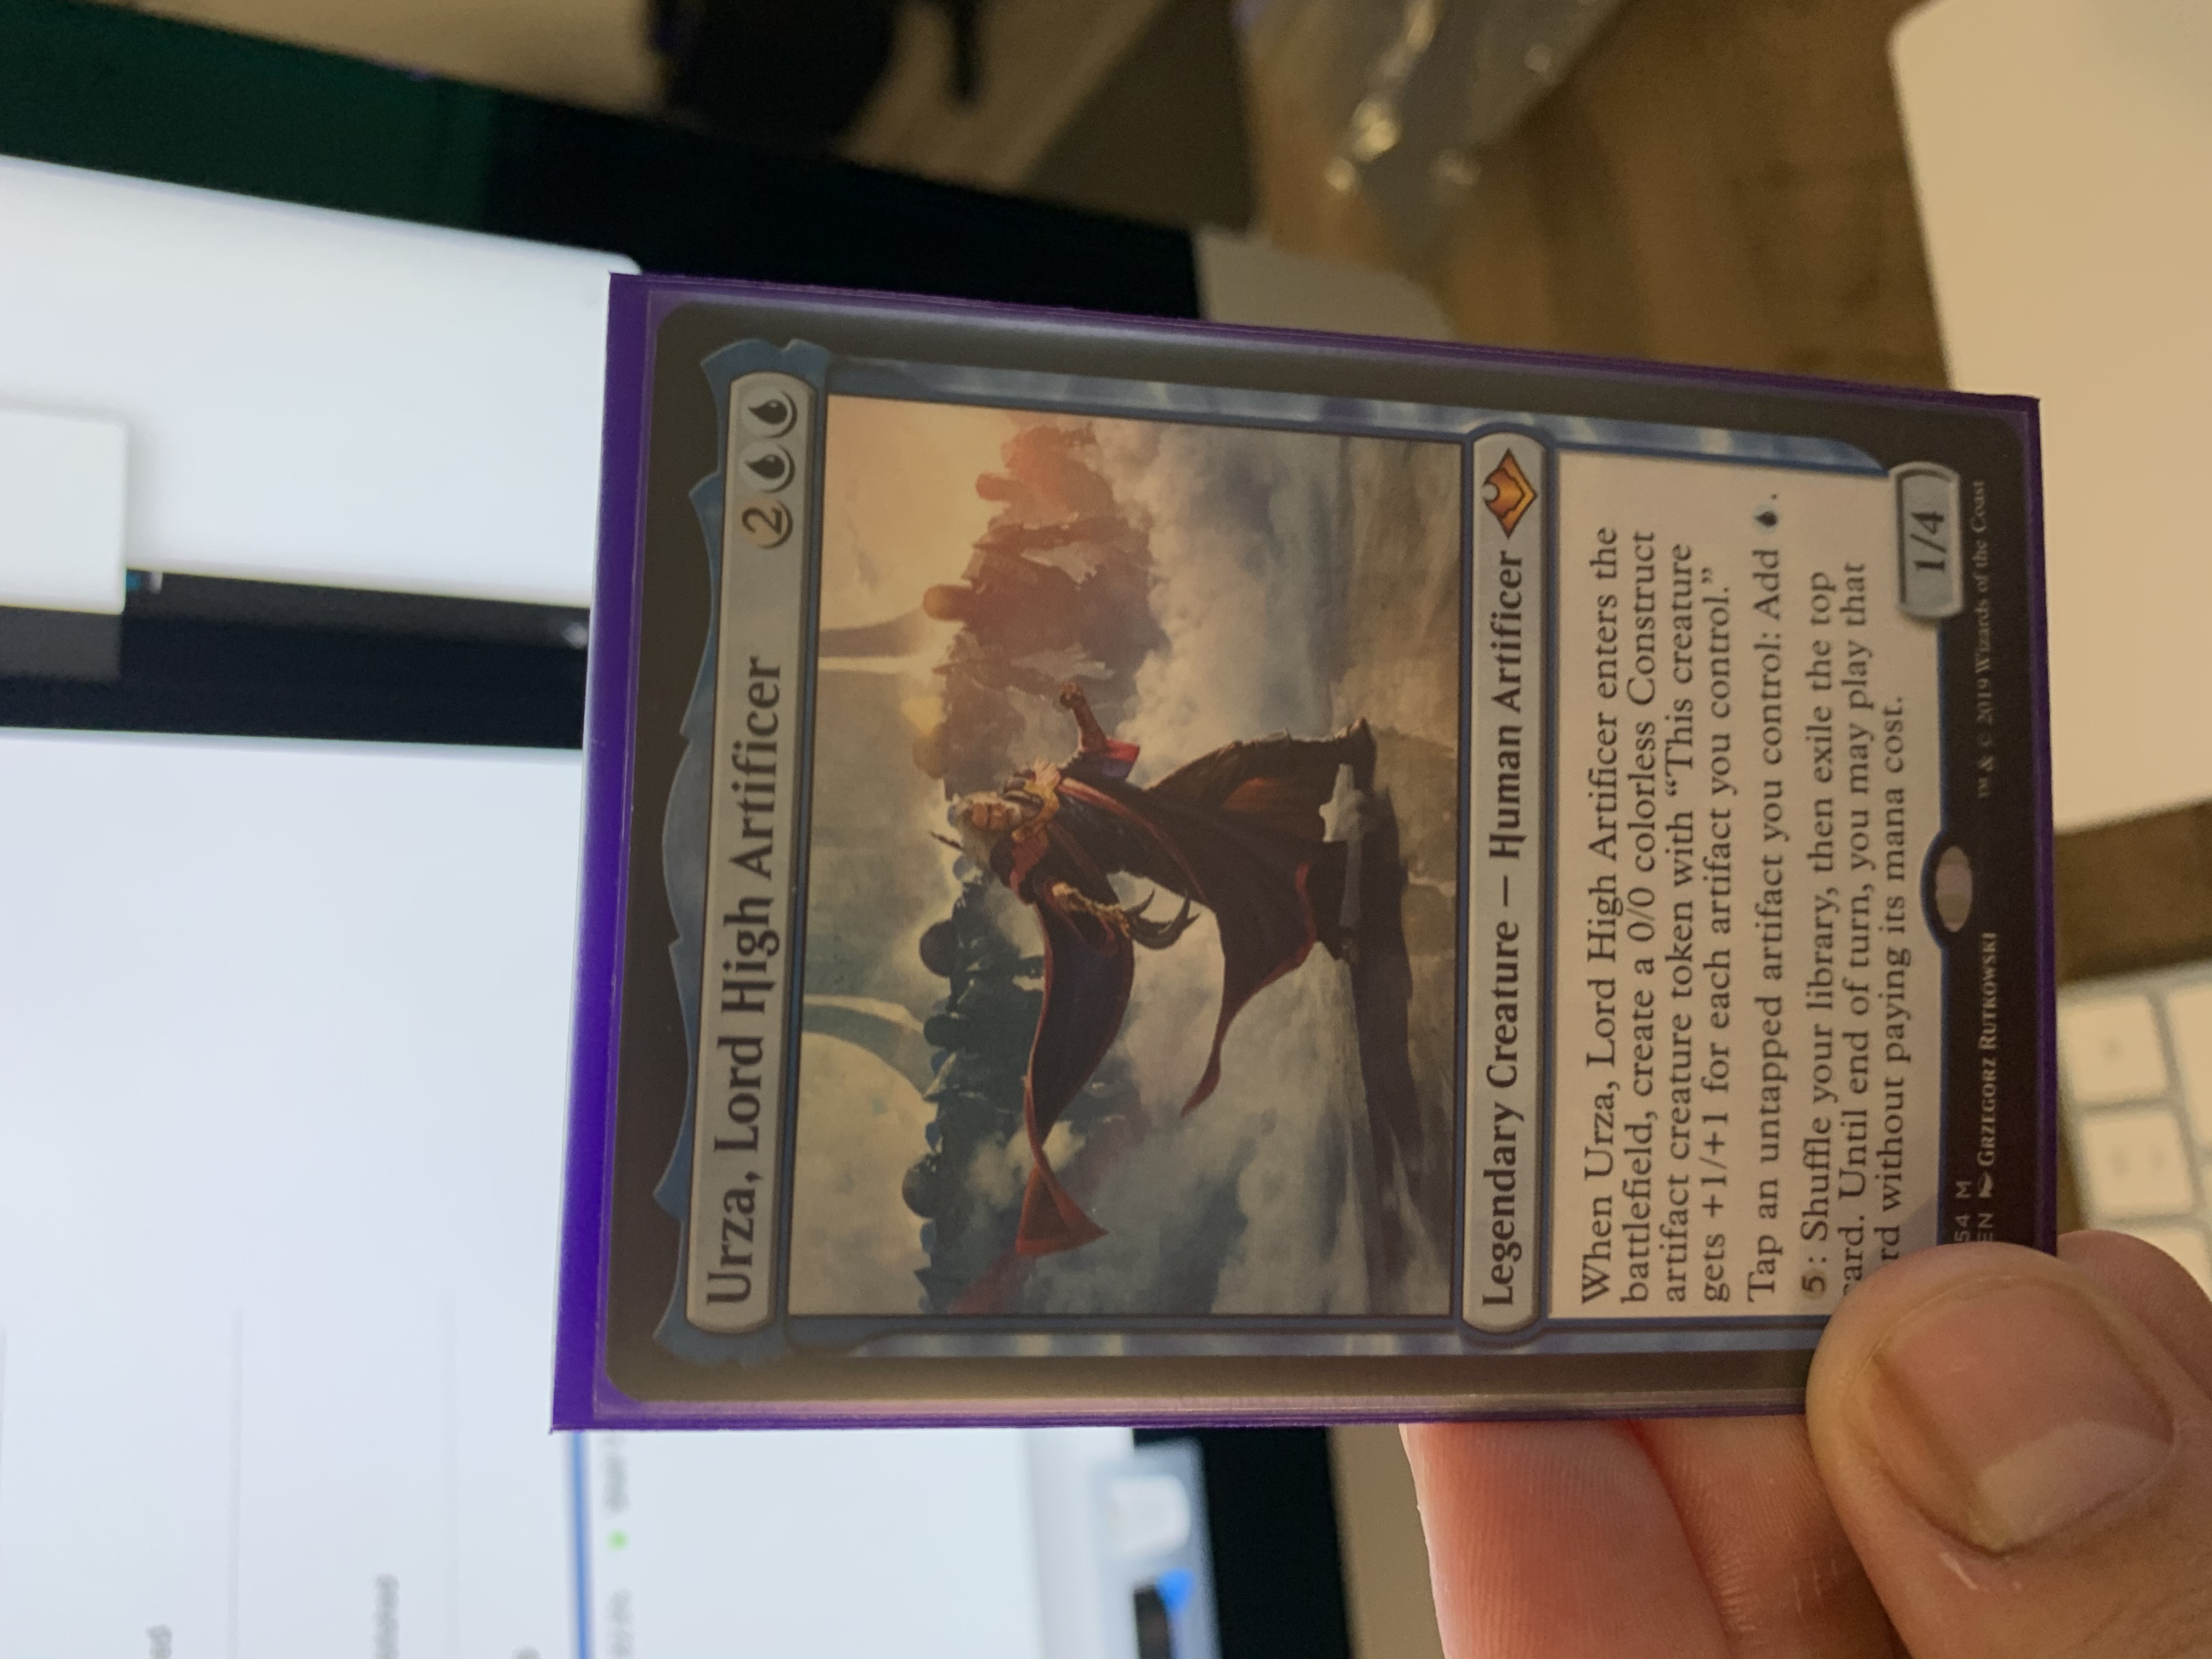 Urza, Lord High Artificer 2
Legendary Creature — Human Artificer
When Urza, Lord High Artificer enters the
battlefield, create a 0/0 colorless Construct
artifact creature token with “This creature
gets +1/+1 for each artifact you control.”
Tap an untapped artifact you control: Add .
5: Shuffle your library, then exile the top
ard. Until end of turn, you may play that
rd without paying its mana cost.
1/4
54 M
EN GRZEGORZ RUTKOWSKI
™ & © 2019 Wizards of the Coast